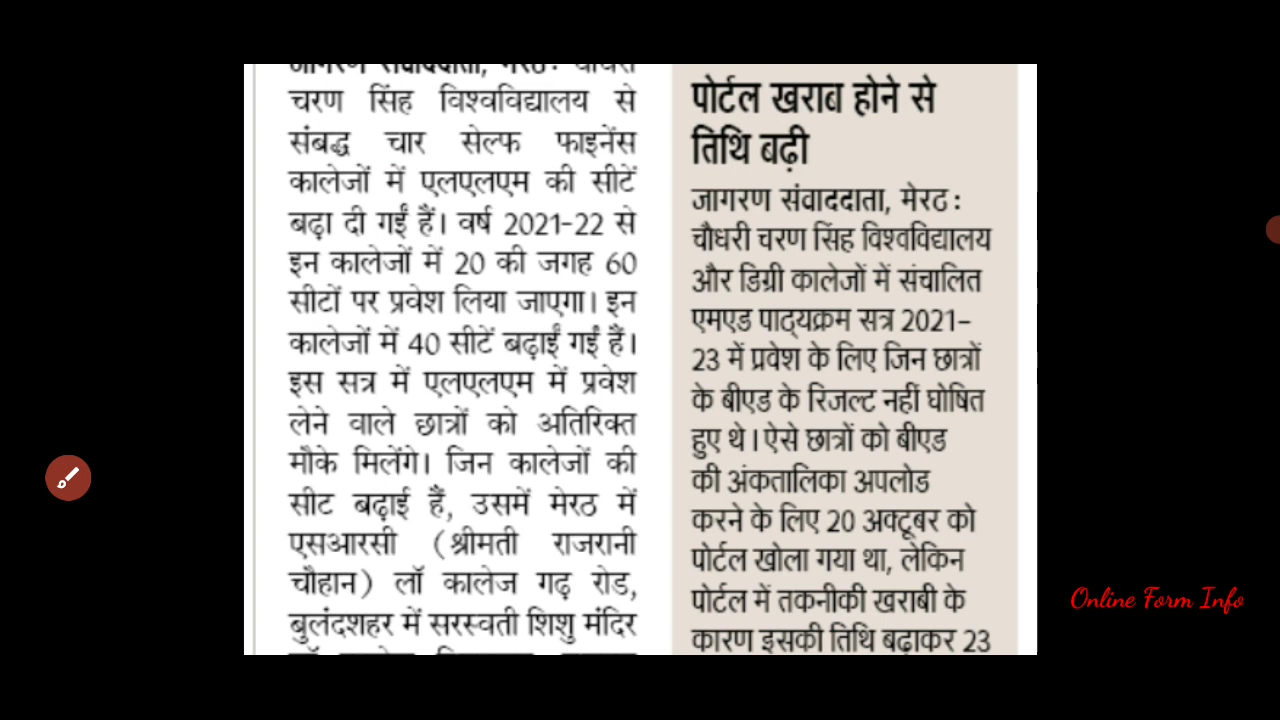 जागरण संवाददाता, मेरठ : चौधरी
चरण सिंह विश्वविद्यालय से
संबद्ध चार सेल्फ फाइनेंस
कालेजों में एलएलएम की सीटें
बढ़ा दी गईं हैं। वर्ष 2021-22 से
इन कालेजों में 20 की जगह 60
सीटों पर प्रवेश लिया जाएगा। इन
कालेजों में 40 सीटें बढ़ाईं गईं हैं।
इस सत्र में एलएलएम में प्रवेश
लेने वाले छात्रों को अतिरिक्त
मौके मिलेंगे। जिन कालेजों की
सीट बढ़ाई हैं, उसमें मेरठ में
एसआरसी (श्रीमती राजरानी
चौहान) लॉ कालेज गढ़ रोड,
बुलंदशहर में सरस्वती शिशु मंदिर
पोर्टल खराब होने से
तिथि बढ़ी
जागरण संवाददाता, मेरठ :
चौधरी चरण सिंह विश्वविद्यालय
और डिग्री कालेजों में संचालित
एमएड पाठ्यक्रम सत्र 2021-
23 में प्रवेश के लिए जिन छात्रों
के बीएड के रिजल्ट नहीं घोषित
हुए थे। ऐसे छात्रों को बीएड
की अंकतालिका अपलोड
करने के लिए 20 अक्टूबर को
पोर्टल खोला गया था, लेकिन
पोर्टल में तकनीकी खराबी के
कारण इसकी तिथि बढ़ाकर 23
Online Form Info